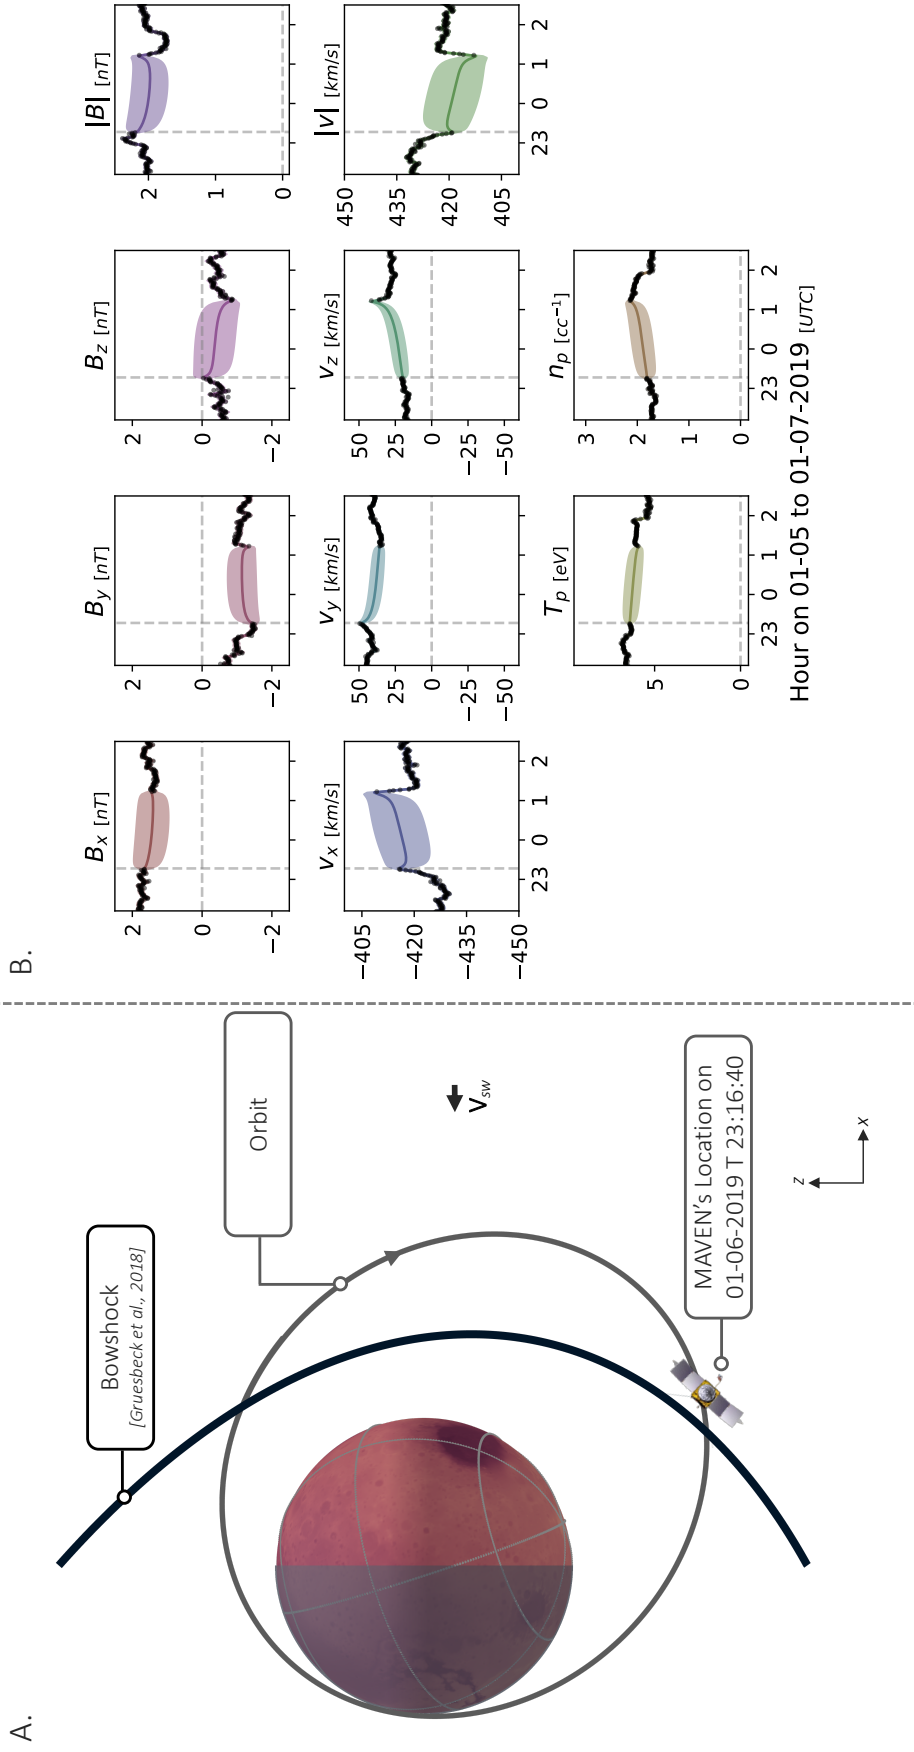 A.
Bowshock
[Gruesbeck et al., 2018]
Orbit
V_sw
MAVEN's Location on
01-06-2019 T 23:16:40
z
x
B.
B_x [nT]
2
0
−2
B_y [nT]
2
0
−2
B_z [nT]
2
0
−2
|B| [nT]
2
1
0
v_x [km/s]
−405
−420
−435
−450
23 0 1 2
v_y [km/s]
50
25
0
−25
−50
v_z [km/s]
50
25
0
−25
−50
|v| [km/s]
450
435
420
405
23 0 1 2
T_p [eV]
5
0
23 0 1 2
n_p [cc⁻¹]
3
2
1
0
23 0 1 2
Hour on 01-05 to 01-07-2019 [UTC]